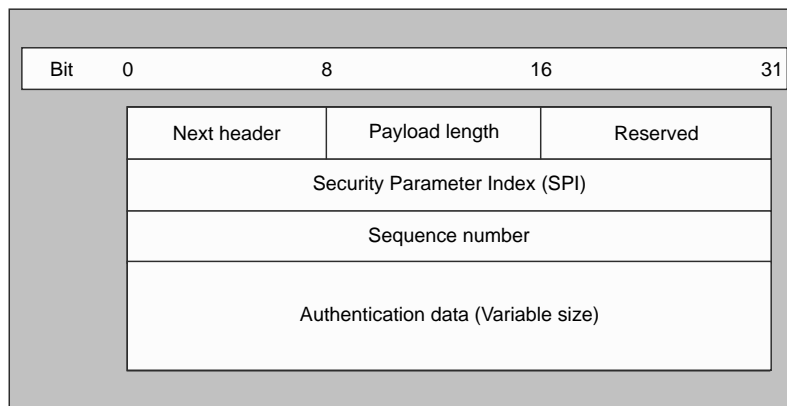 Bit 0 8 16 31
Next header Payload length Reserved
Security Parameter Index (SPI)
Sequence number
Authentication data (Variable size)